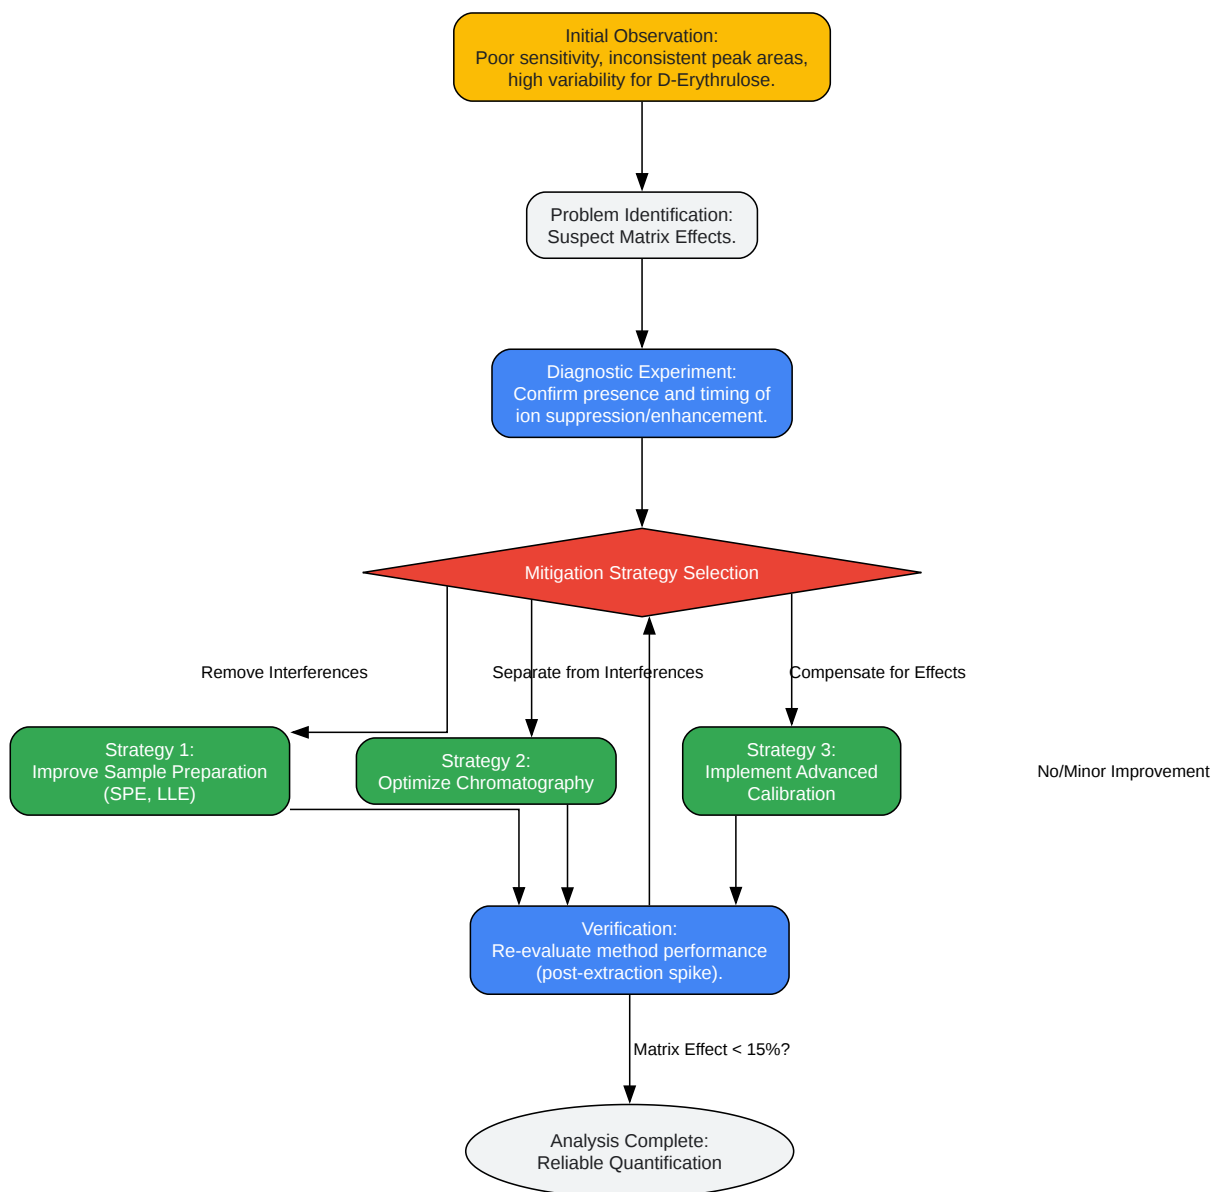 Initial Observation:
Poor sensitivity, inconsistent peak areas,
high variability for D-Erythrulose.
Problem Identification:
Suspect Matrix Effects.
Diagnostic Experiment:
Confirm presence and timing of
ion suppression/enhancement.
Mitigation Strategy Selection
Remove Interferences
Separate from Interferences
Compensate for Effects
Strategy 1:
Improve Sample Preparation
(SPE, LLE)
Strategy 2:
Optimize Chromatography
Strategy 3:
Implement Advanced
Calibration
No/Minor Improvement
Verification:
Re-evaluate method performance
(post-extraction spike).
Matrix Effect < 15%?
Analysis Complete:
Reliable Quantification